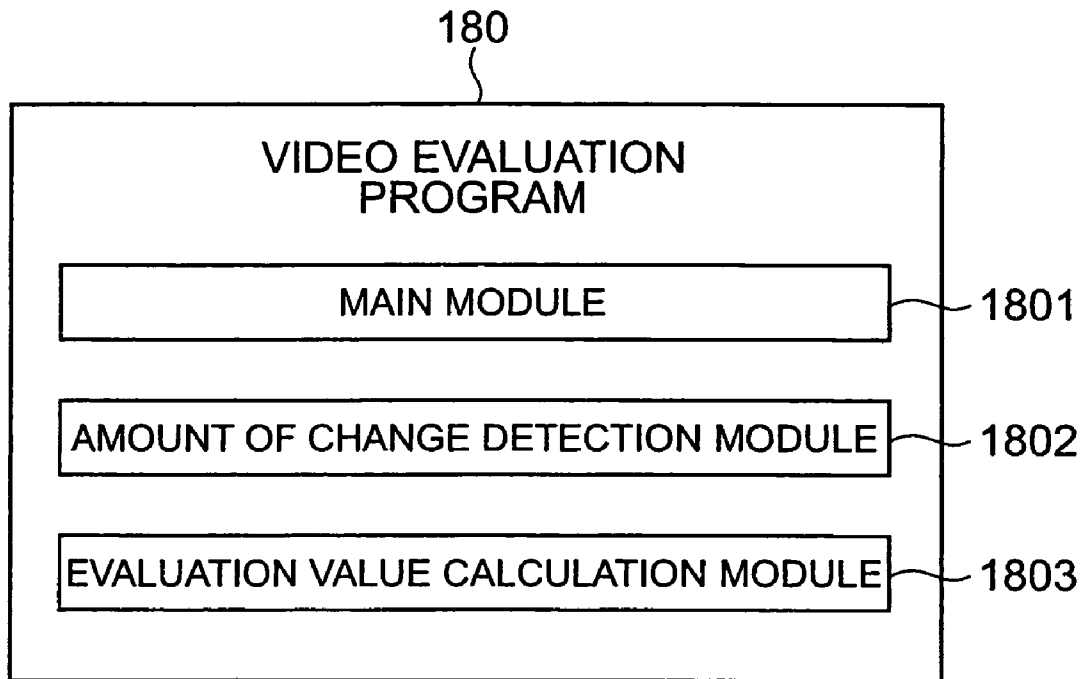 180
VIDEO EVALUATION
PROGRAM
MAIN MODULE
1801
AMOUNT OF CHANGE DETECTION MODULE
1802
EVALUATION VALUE CALCULATION MODULE
1803